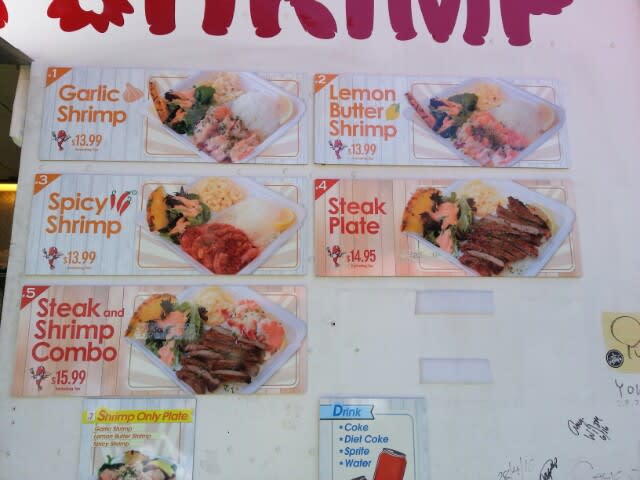 SHRIMP
.1
Garlic
Shrimp
$13.99
.2
Lemon
Butter
Shrimp
$13.99
.3
Spicy
Shrimp
$13.99
.4
Steak
Plate
$14.95
.5
Steak and
Shrimp
Combo
$15.99
Shrimp Only Plate
Garlic Shrimp
Lemon Butter Shrimp
Spicy Shrimp
Drink
• Coke
• Diet Coke
• Sprite
• Water
YOU